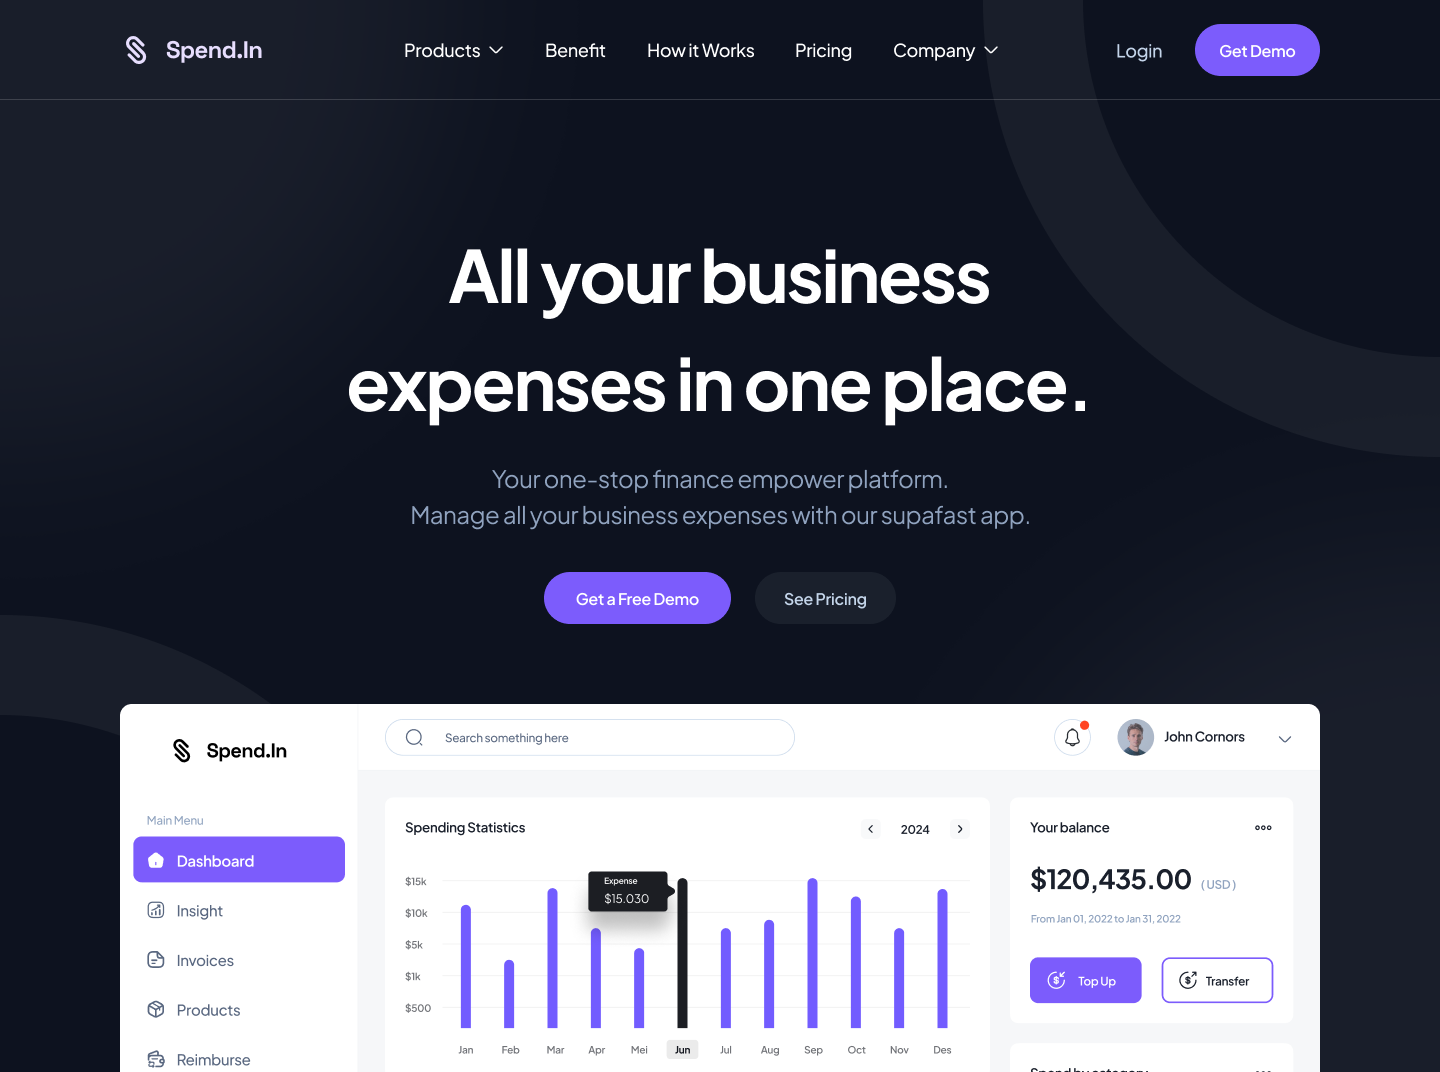 Spend.In
Products
Benefit
How it Works
Pricing
Company
Login
Get Demo
All your business
expenses in one place.
Your one-stop finance empower platform.
Manage all your business expenses with our supafast app.
Get a Free Demo
See Pricing
Spend.In
Search something here
John Cornors
Main Menu
Dashboard
Insight
Invoices
Products
Reimburse
Spending Statistics
2024
$15k
$10k
$5k
$1k
$500
Expense
$15.030
Jan
Feb
Mar
Apr
Mei
Jun
Jul
Aug
Sep
Oct
Nov
Des
Your balance
$120,435.00 (USD)
From Jan 01, 2022 to Jan 31, 2022
Top Up
Transfer
Spend by category